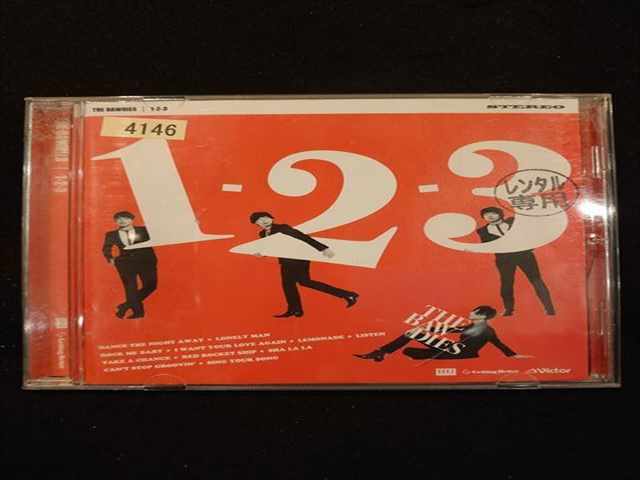 THE BAWDIES | 1-2-3
STEREO
4146
1-2-3
レンタル
専用
THE
BAW
DIES
DANCE THE NIGHT AWAY • LONELY MAN
ROCK ME BABY • I WANT YOUR LOVE AGAIN • LEMONADE • LISTEN
TAKE A CHANCE • RED ROCKET SHIP • SHA LA LA
CAN'T STOP GROOVIN' • SING YOUR SONG
Victor